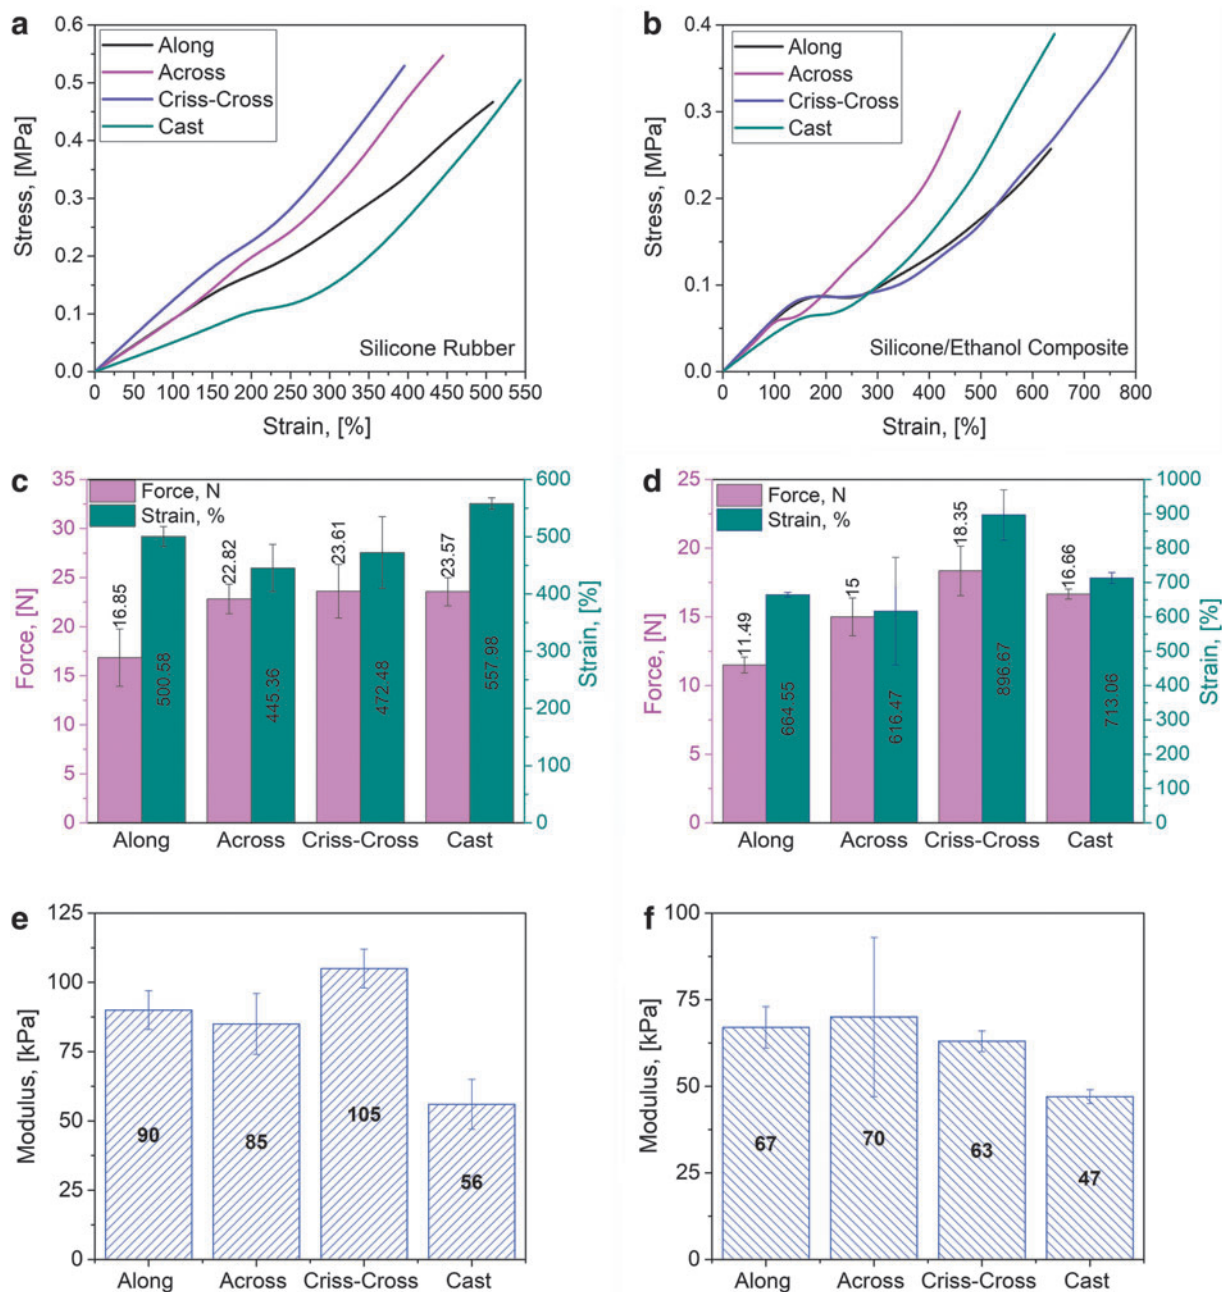 a
0.6
0.5
0.4
0.3
0.2
0.1
0.0
Stress, [MPa]
Along
Across
Criss-Cross
Cast
Silicone Rubber
0 50 100 150 200 250 300 350 400 450 500 550
Strain, [%]
b
0.4
0.3
0.2
0.1
0.0
Stress, [MPa]
Along
Across
Criss-Cross
Cast
Silicone/Ethanol Composite
0 100 200 300 400 500 600 700 800
Strain, [%]
c
35
33
30
28
25
22
20
17
15
13
10
5
0
Force, [N]
Force, N
Strain, %
16.85
500.58
22.82
445.36
23.61
472.48
23.57
557.98
600
500
400
300
200
100
0
Strain, [%]
Along Across Criss-Cross Cast
d
25
20
15
10
5
0
Force, [N]
Force, N
Strain, %
11.49
664.55
15
616.47
18.35
896.67
16.66
713.06
1000
900
800
700
600
500
400
300
200
100
0
Strain, [%]
Along Across Criss-Cross Cast
e
125
100
75
50
25
0
Modulus, [kPa]
90
85
105
56
Along Across Criss-Cross Cast
f
100
75
50
25
0
Modulus, [kPa]
67
70
63
47
Along Across Criss-Cross Cast